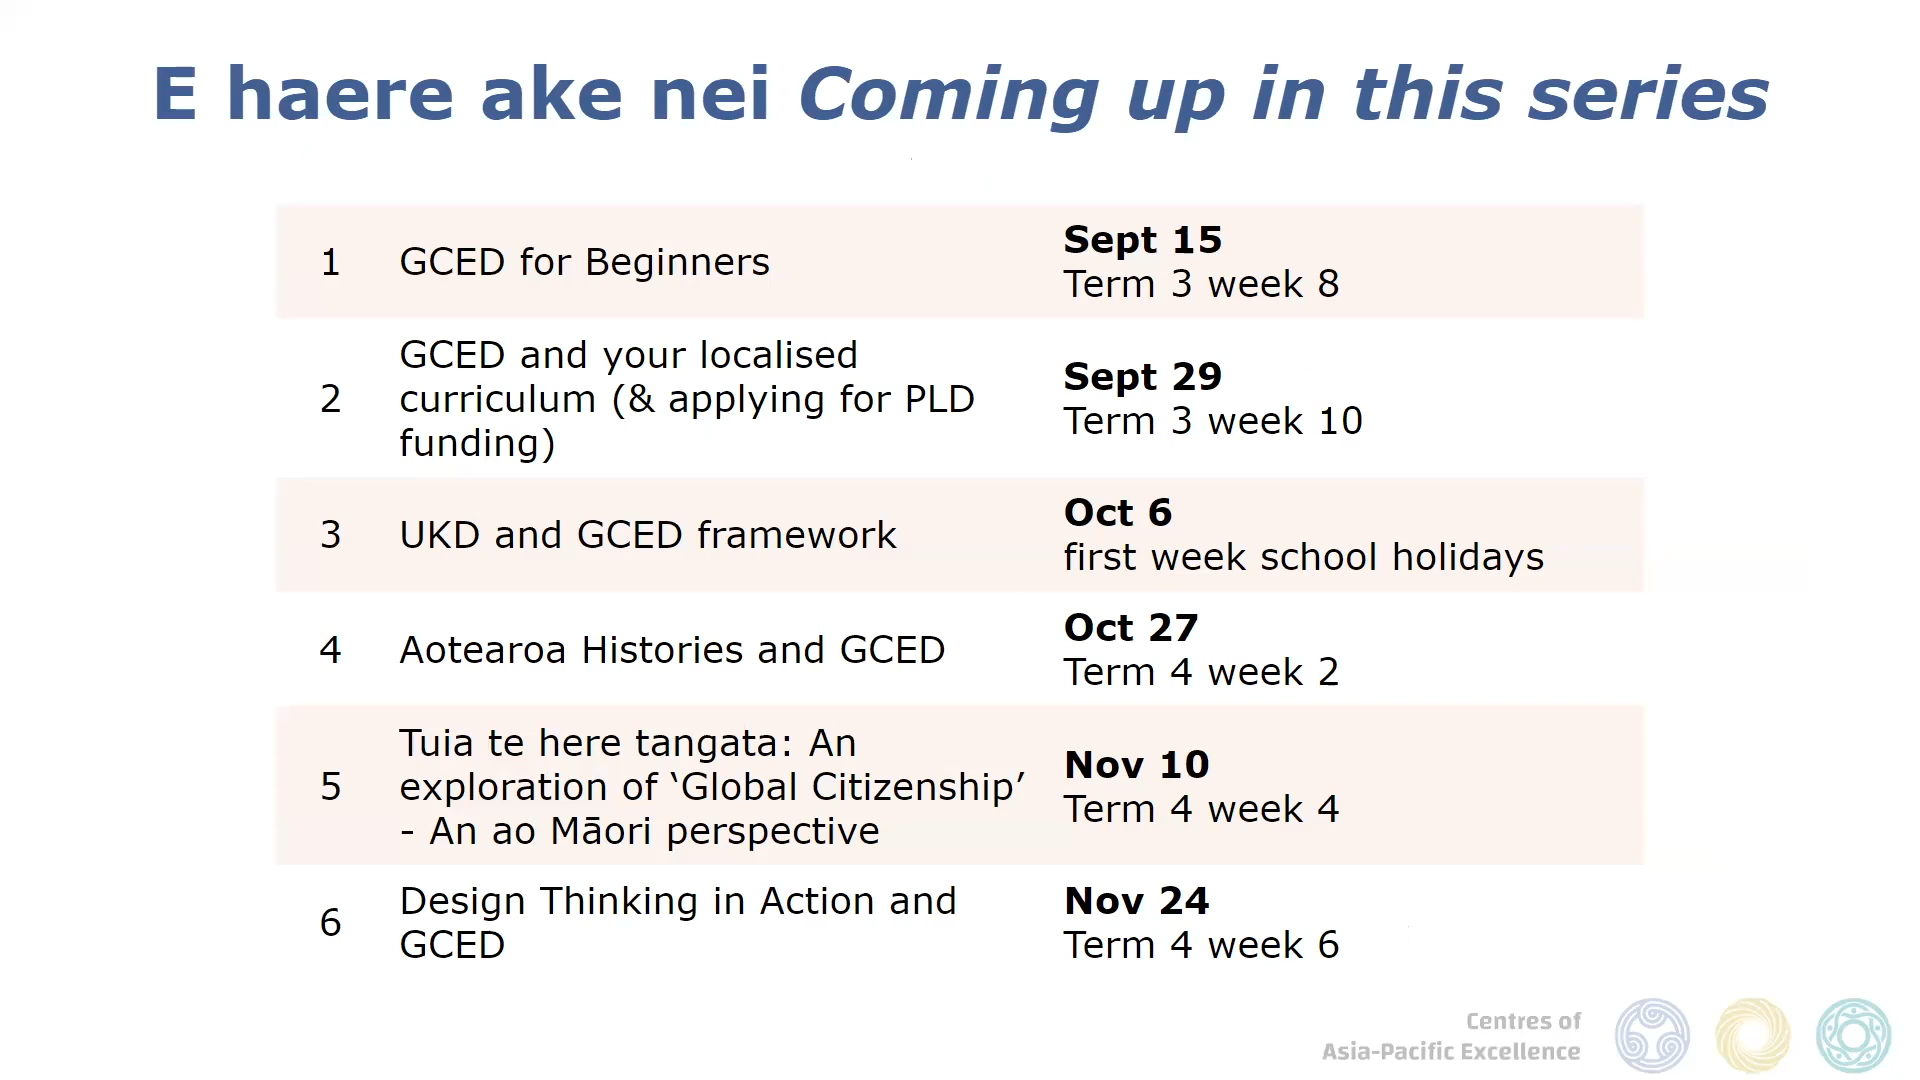 E haere ake nei Coming up in this series
1
GCED for Beginners
Sept 15
Term 3 week 8
2
GCED and your localised
curriculum (& applying for PLD
funding)
Sept 29
Term 3 week 10
3
UKD and GCED framework
Oct 6
first week school holidays
4
Aotearoa Histories and GCED
Oct 27
Term 4 week 2
5
Tuia te here tangata: An
exploration of ‘Global Citizenship’
- An ao Māori perspective
Nov 10
Term 4 week 4
6
Design Thinking in Action and
GCED
Nov 24
Term 4 week 6
Centres of
Asia-Pacific Excellence